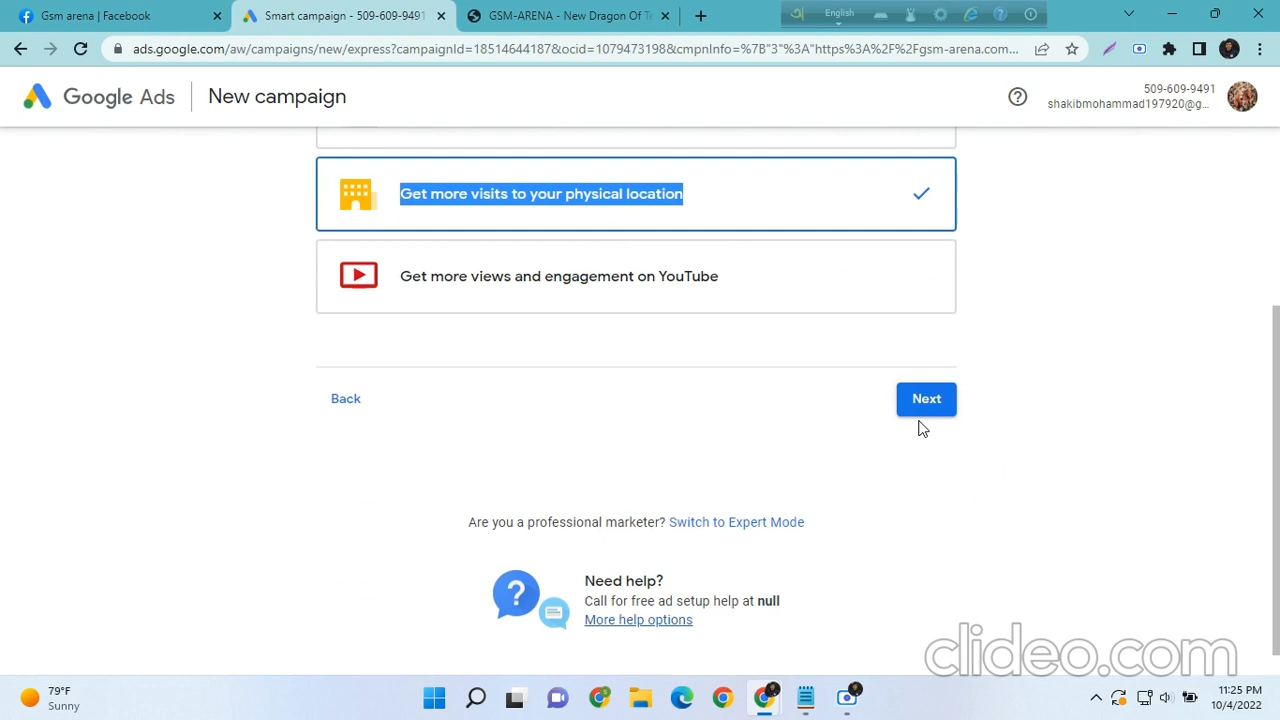 Gsm arena | Facebook
Smart campaign - 509-609-9491
GSM-ARENA - New Dragon Of Te
English
ads.google.com/aw/campaigns/new/express?campaignId=18514644187&ocid=1079473198&cmpnInfo=%7B"3"%3A"https%3A%2F%2Fgsm-arena.com...
Google Ads
New campaign
509-609-9491
shakibmohammad197920@g...
Get more visits to your physical location
Get more views and engagement on YouTube
Back
Next
Are you a professional marketer? Switch to Expert Mode
Need help?
Call for free ad setup help at null
More help options
clideo.com
79°F
Sunny
11:25 PM
10/4/2022